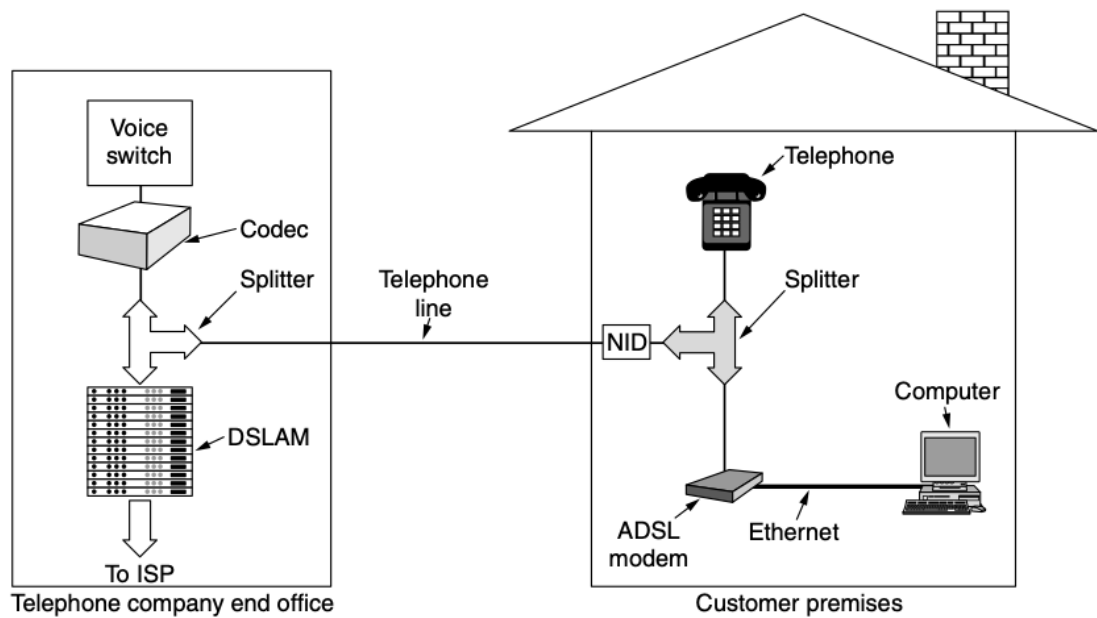 Voice
switch
Codec
Splitter
DSLAM
To ISP
Telephone company end office
Telephone
line
NID
Telephone
Splitter
Computer
ADSL
modem
Ethernet
Customer premises